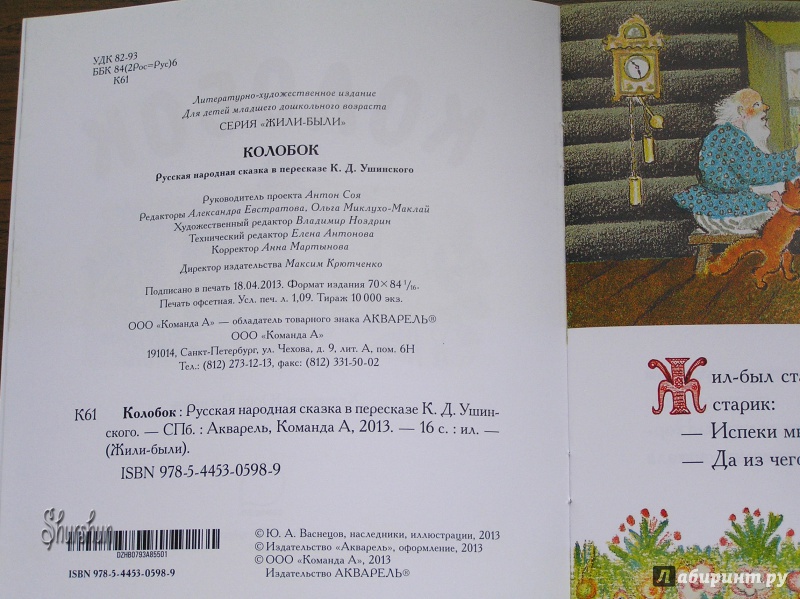 УДК 82-93
ББК 84(2Рос=Рус)6
К61
Литературно-художественное издание
Для детей младшего дошкольного возраста
СЕРИЯ «ЖИЛИ-БЫЛИ»
КОЛОБОК
Русская народная сказка в пересказе К. Д. Ушинского
Руководитель проекта Антон Соя
Редакторы Александра Евстратова, Ольга Миклухо-Маклай
Художественный редактор Владимир Ноздрин
Технический редактор Елена Антонова
Корректор Анна Мартынова
Директор издательства Максим Крютченко
Подписано в печать 18.04.2013. Формат издания 70×84 1/16.
Печать офсетная. Усл. печ. л. 1,09. Тираж 10 000 экз.
ООО «Команда А» — обладатель товарного знака АКВАРЕЛЬ®
ООО «Команда А»
191014, Санкт-Петербург, ул. Чехова, д. 9, лит. А, пом. 6Н
Тел.: (812) 273-12-13, факс: (812) 331-50-02
К61 Колобок : Русская народная сказка в пересказе К. Д. Ушин-
ского. — СПб. : Акварель, Команда А, 2013. — 16 с. : ил. —
(Жили-были).
ISBN 978-5-4453-0598-9
Shurshun
DZHB0793A85501
ISBN 978-5-4453-0598-9
© Ю. А. Васнецов, наследники, иллюстрации, 2013
© Издательство «Акварель», оформление, 2013
© ООО «Команда А», 2013
Издательство АКВАРЕЛЬ®
Жил-был ста
старик:
— Испеки м
— Да из чего
Лабиринт.ру